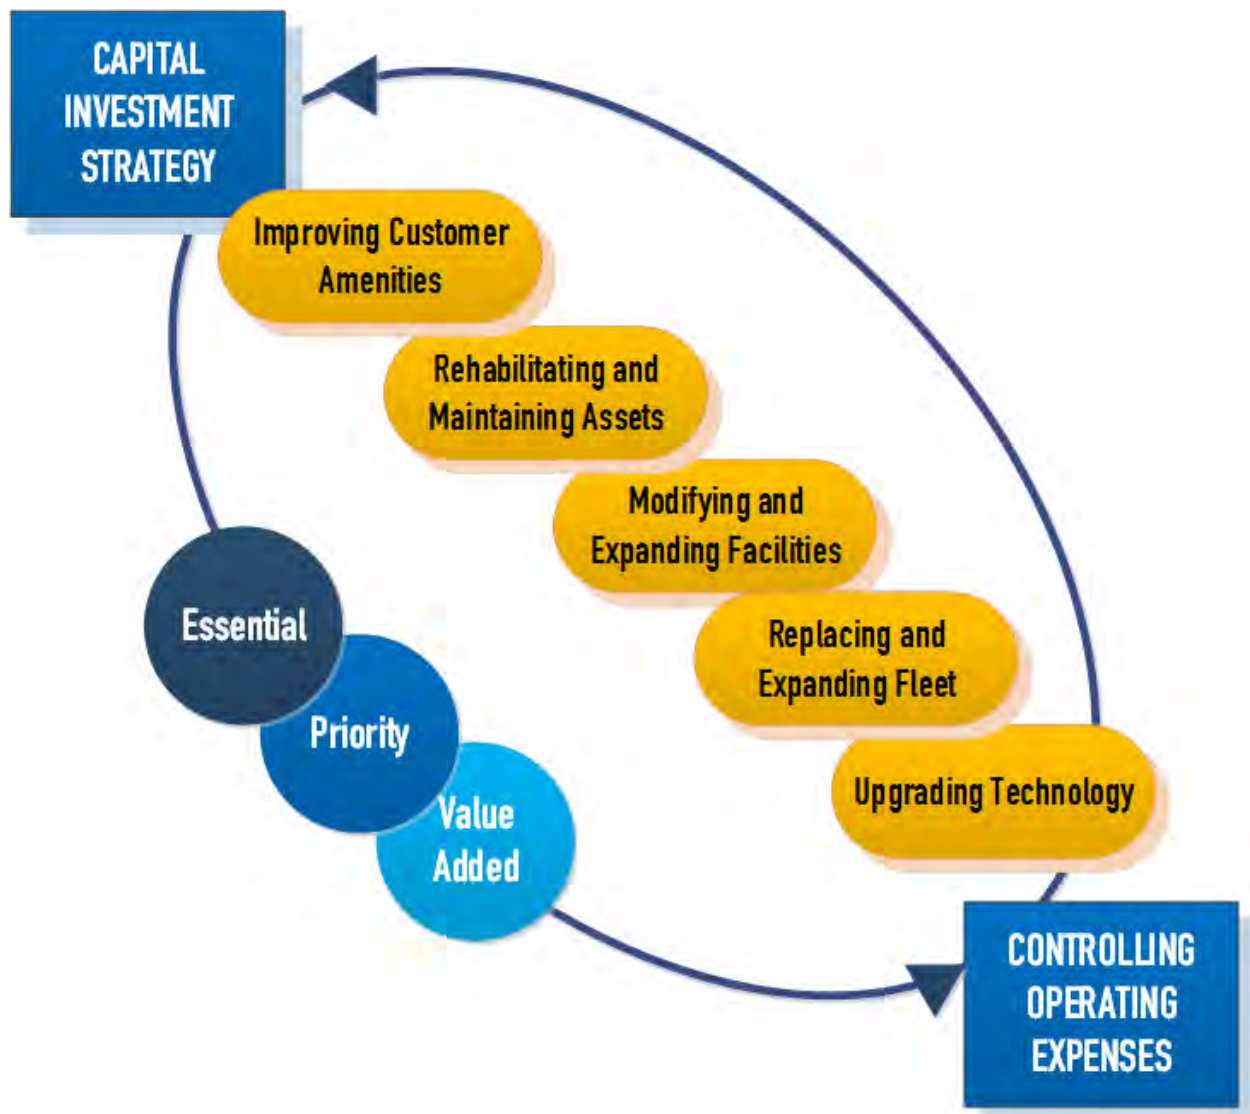 CAPITAL
INVESTMENT
STRATEGY
Improving Customer
Amenities
Rehabilitating and
Maintaining Assets
Modifying and
Expanding Facilities
Replacing and
Expanding Fleet
Upgrading Technology
Essential
Priority
Value
Added
CONTROLLING
OPERATING
EXPENSES